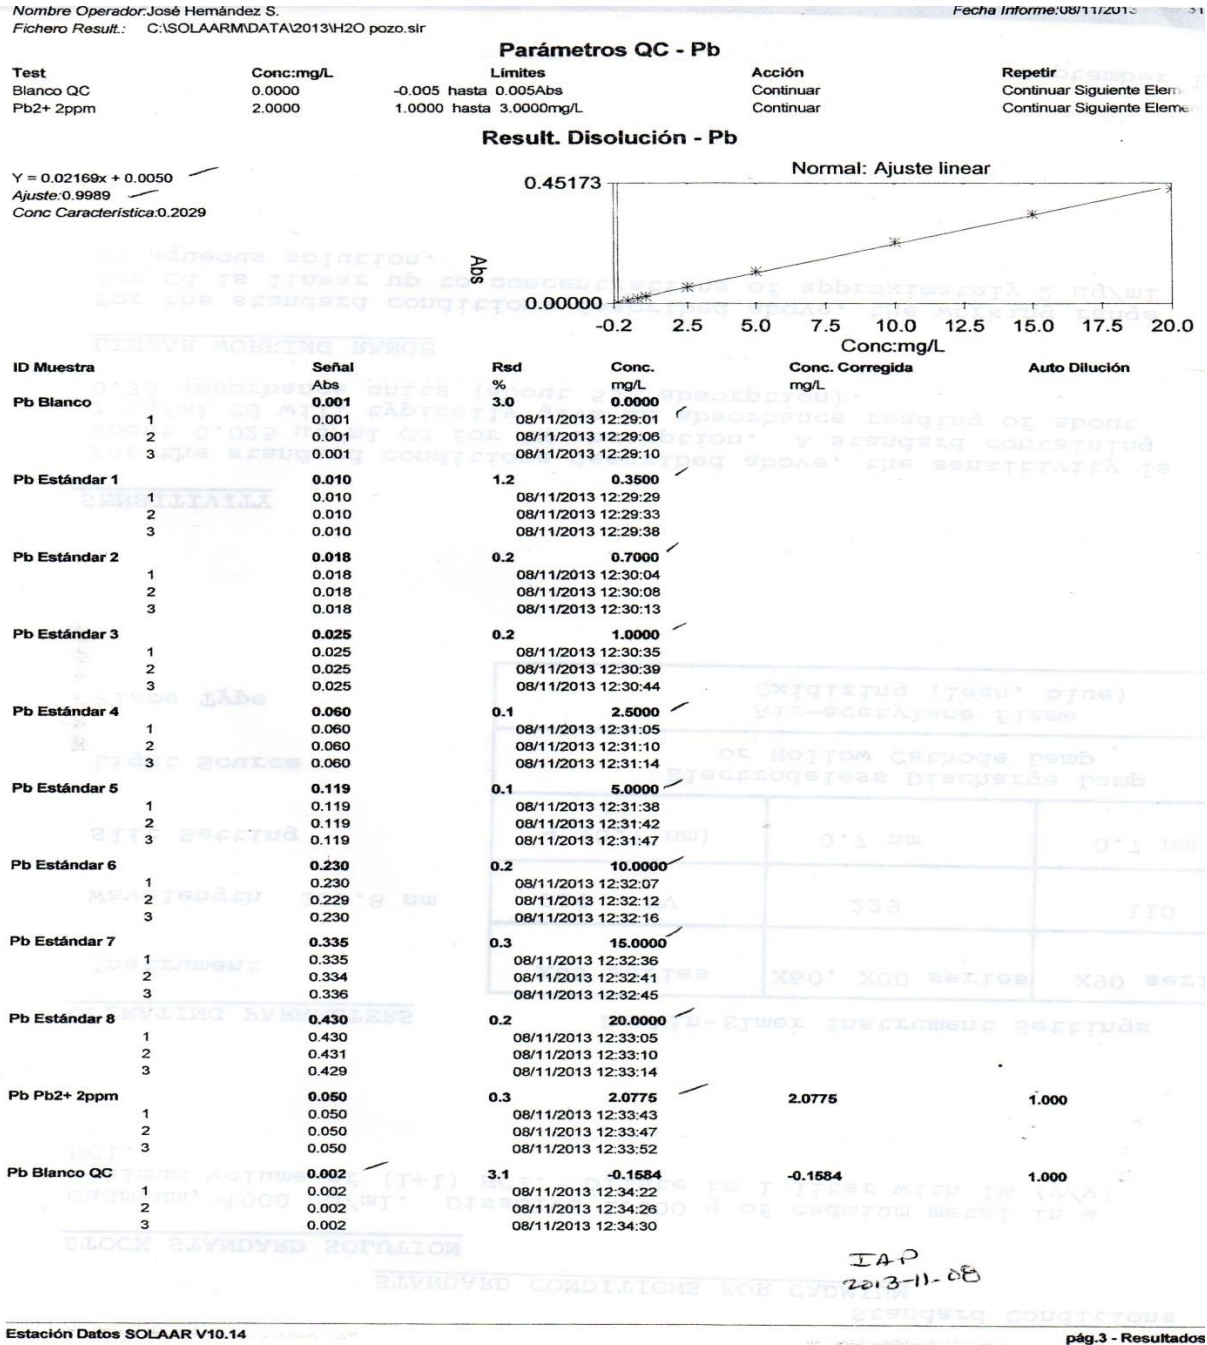 Nombre Operador:José Hernández S. Fecha Informe:08/11/2013
Fichero Result.: C:\SOLAARM\DATA\2013\H2O pozo.slr
Parámetros QC - Pb
Test Conc:mg/L Límites Acción Repetir
Blanco QC 0.0000 -0.005 hasta 0.005Abs Continuar Continuar Siguiente Elem
Pb2+ 2ppm 2.0000 1.0000 hasta 3.0000mg/L Continuar Continuar Siguiente Eleme
Result. Disolución - Pb
Y = 0.02169x + 0.0050
Ajuste:0.9989
Conc Característica:0.2029
Normal: Ajuste linear
0.45173
Abs
0.00000
-0.2 2.5 5.0 7.5 10.0 12.5 15.0 17.5 20.0
Conc:mg/L
ID Muestra Señal Rsd Conc. Conc. Corregida Auto Dilución
Abs % mg/L mg/L
Pb Blanco 0.001 3.0 0.0000
1 0.001 08/11/2013 12:29:01
2 0.001 08/11/2013 12:29:06
3 0.001 08/11/2013 12:29:10
Pb Estándar 1 0.010 1.2 0.3500
1 0.010 08/11/2013 12:29:29
2 0.010 08/11/2013 12:29:33
3 0.010 08/11/2013 12:29:38
Pb Estándar 2 0.018 0.2 0.7000
1 0.018 08/11/2013 12:30:04
2 0.018 08/11/2013 12:30:08
3 0.018 08/11/2013 12:30:13
Pb Estándar 3 0.025 0.2 1.0000
1 0.025 08/11/2013 12:30:35
2 0.025 08/11/2013 12:30:39
3 0.025 08/11/2013 12:30:44
Pb Estándar 4 0.060 0.1 2.5000
1 0.060 08/11/2013 12:31:05
2 0.060 08/11/2013 12:31:10
3 0.060 08/11/2013 12:31:14
Pb Estándar 5 0.119 0.1 5.0000
1 0.119 08/11/2013 12:31:38
2 0.119 08/11/2013 12:31:42
3 0.119 08/11/2013 12:31:47
Pb Estándar 6 0.230 0.2 10.0000
1 0.230 08/11/2013 12:32:07
2 0.229 08/11/2013 12:32:12
3 0.230 08/11/2013 12:32:16
Pb Estándar 7 0.335 0.3 15.0000
1 0.335 08/11/2013 12:32:36
2 0.334 08/11/2013 12:32:41
3 0.336 08/11/2013 12:32:45
Pb Estándar 8 0.430 0.2 20.0000
1 0.430 08/11/2013 12:33:05
2 0.431 08/11/2013 12:33:10
3 0.429 08/11/2013 12:33:14
Pb Pb2+ 2ppm 0.050 0.3 2.0775 2.0775 1.000
1 0.050 08/11/2013 12:33:43
2 0.050 08/11/2013 12:33:47
3 0.050 08/11/2013 12:33:52
Pb Blanco QC 0.002 3.1 -0.1584 -0.1584 1.000
1 0.002 08/11/2013 12:34:22
2 0.002 08/11/2013 12:34:26
3 0.002 08/11/2013 12:34:30
IAP
2013-11-08
Estación Datos SOLAAR V10.14 pág.3 - Resultados